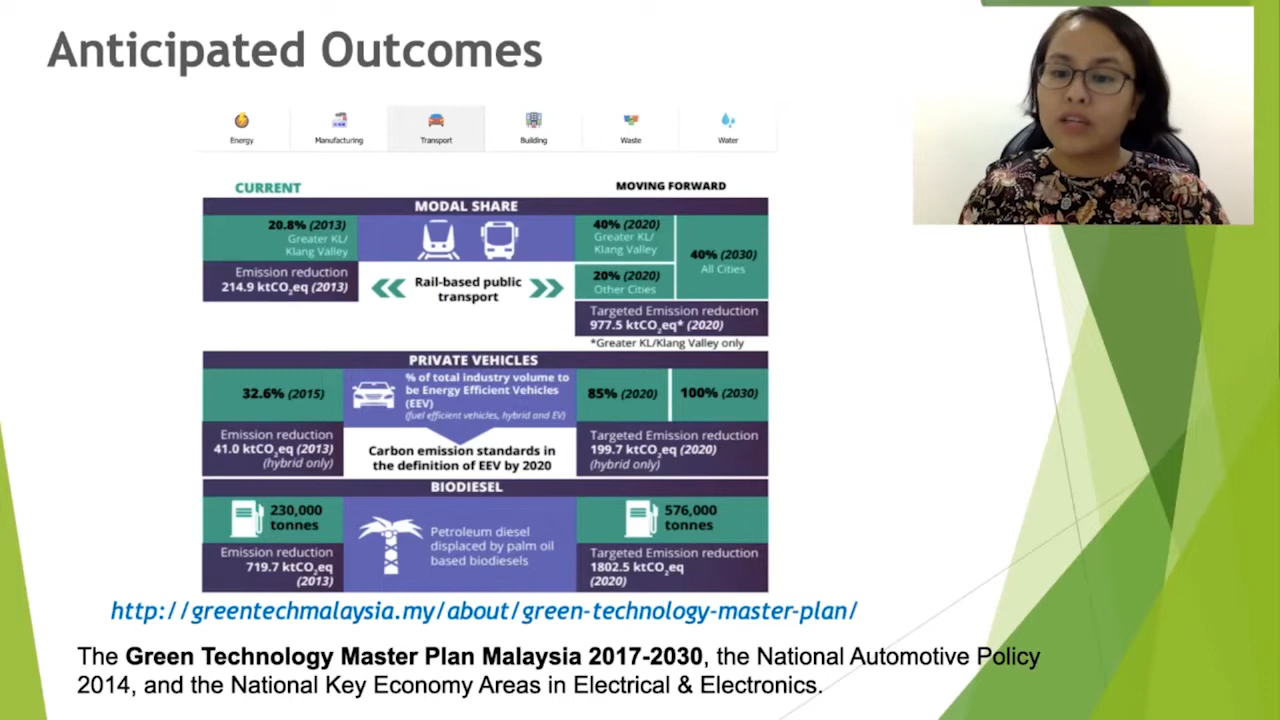 Anticipated Outcomes
Energy
Manufacturing
Transport
Building
Waste
Water
CURRENT
MOVING FORWARD
MODAL SHARE
20.8% (2013)
Greater KL/
Klang Valley
Emission reduction
214.9 ktCO₂eq (2013)
Rail-based public
transport
40% (2020)
Greater KL/
Klang Valley
20% (2020)
Other Cities
40% (2030)
All Cities
Targeted Emission reduction
977.5 ktCO₂eq* (2020)
*Greater KL/Klang Valley only
PRIVATE VEHICLES
32.6% (2015)
% of total industry volume to
be Energy Efficient Vehicles
(EEV)
(fuel efficient vehicles, hybrid and EV)
85% (2020)
100% (2030)
Emission reduction
41.0 ktCO₂eq (2013)
(hybrid only)
Carbon emission standards in
the definition of EEV by 2020
Targeted Emission reduction
199.7 ktCO₂eq (2020)
(hybrid only)
BIODIESEL
230,000
tonnes
Emission reduction
719.7 ktCO₂eq
(2013)
Petroleum diesel
displaced by palm oil
based biodiesels
576,000
tonnes
Targeted Emission reduction
1802.5 ktCO₂eq
(2020)
http://greentechmalaysia.my/about/green-technology-master-plan/
The Green Technology Master Plan Malaysia 2017-2030, the National Automotive Policy
2014, and the National Key Economy Areas in Electrical & Electronics.